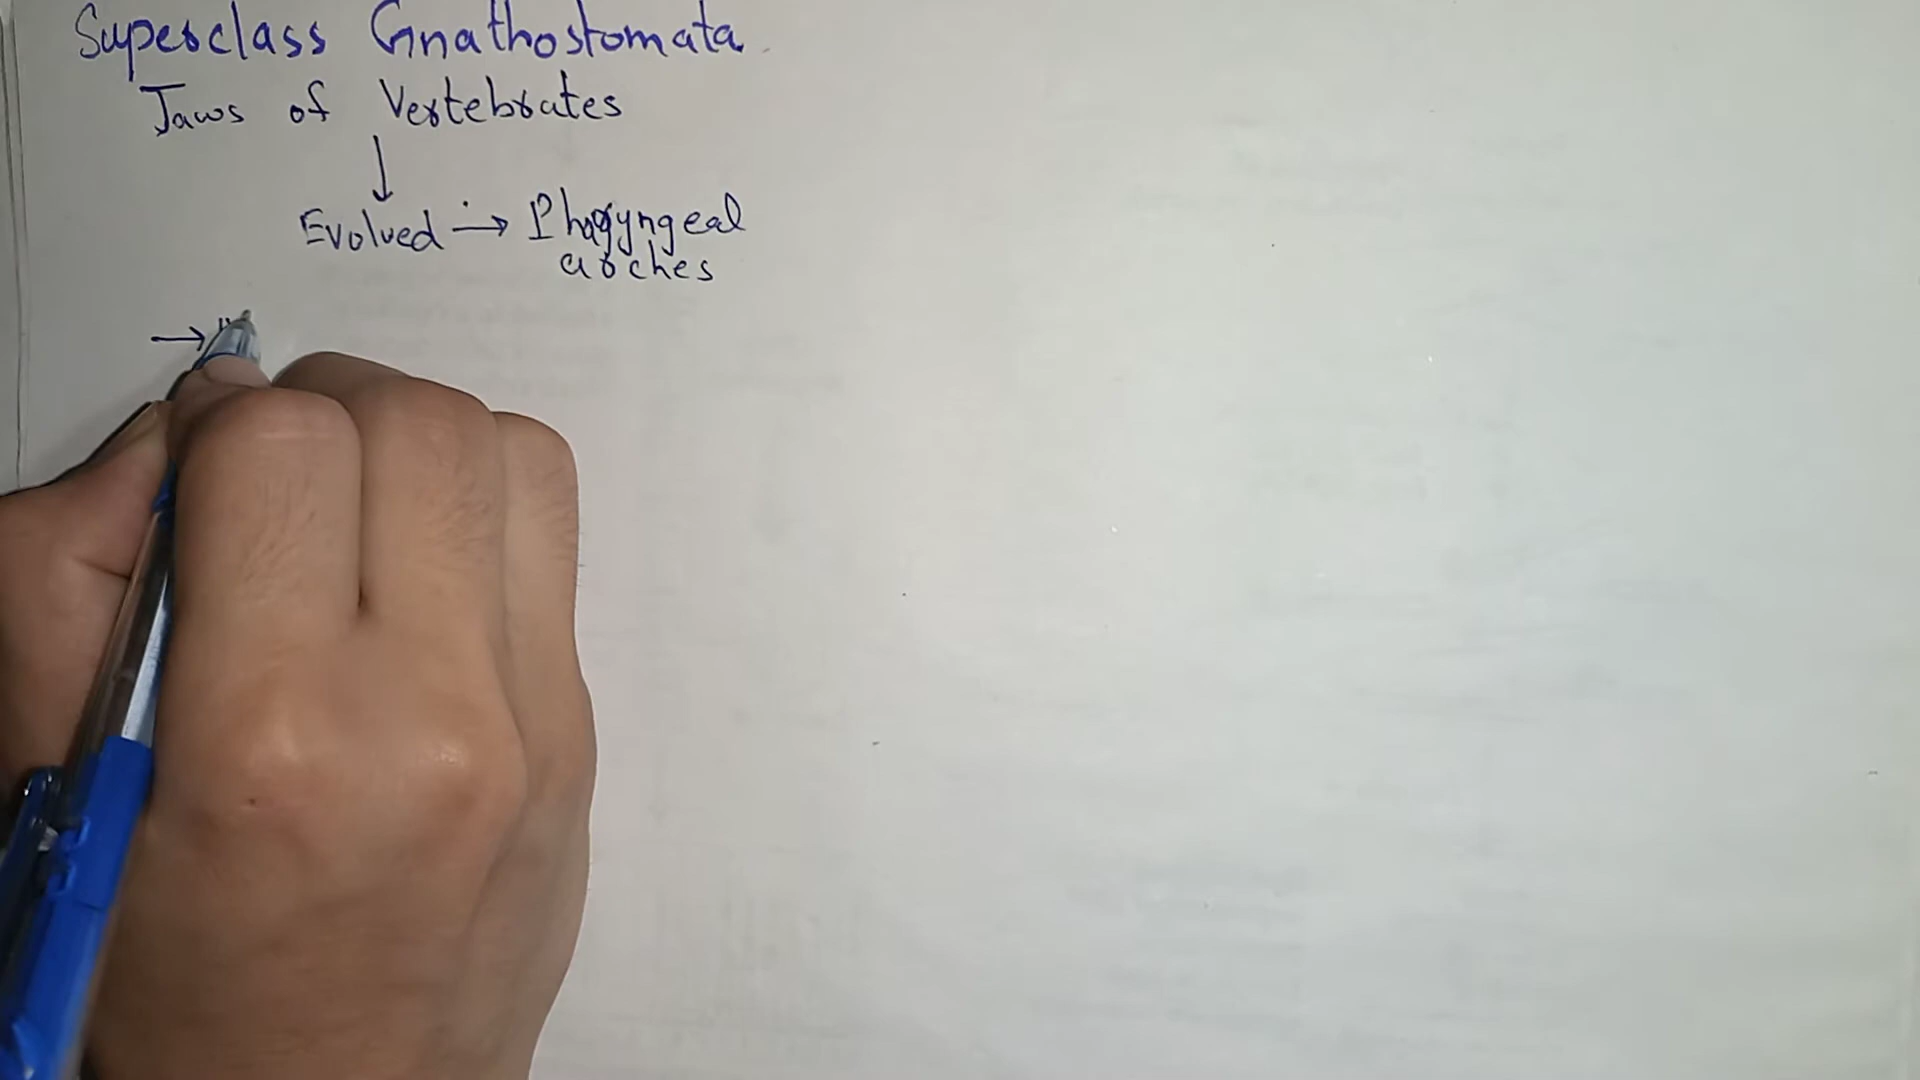 Superclass Gnathostomata
Jaws of Vertebrates
↓
Evolved → Pharyngeal
arches
→